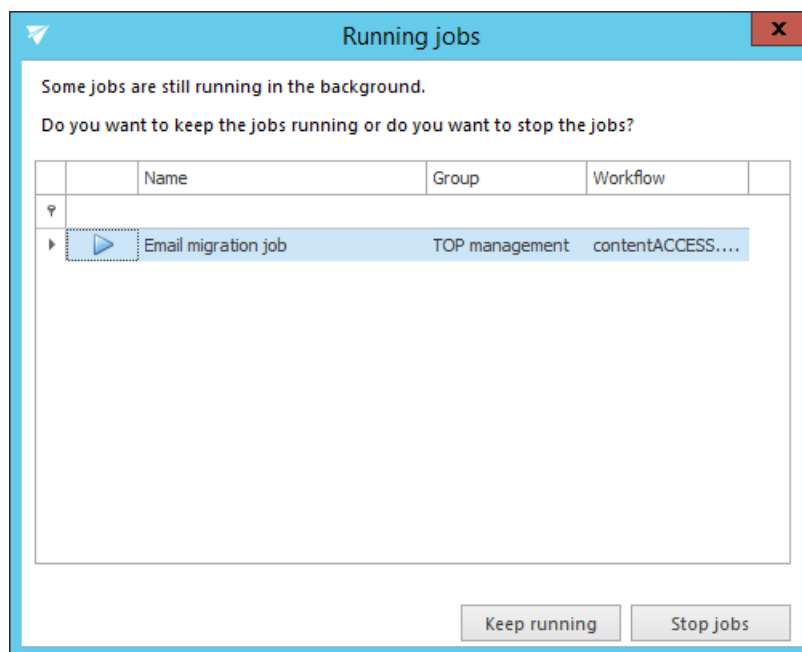 Running jobs
x
Some jobs are still running in the background.
Do you want to keep the jobs running or do you want to stop the jobs?
Name Group Workflow
Email migration job TOP management contentACCESS....
Keep running Stop jobs